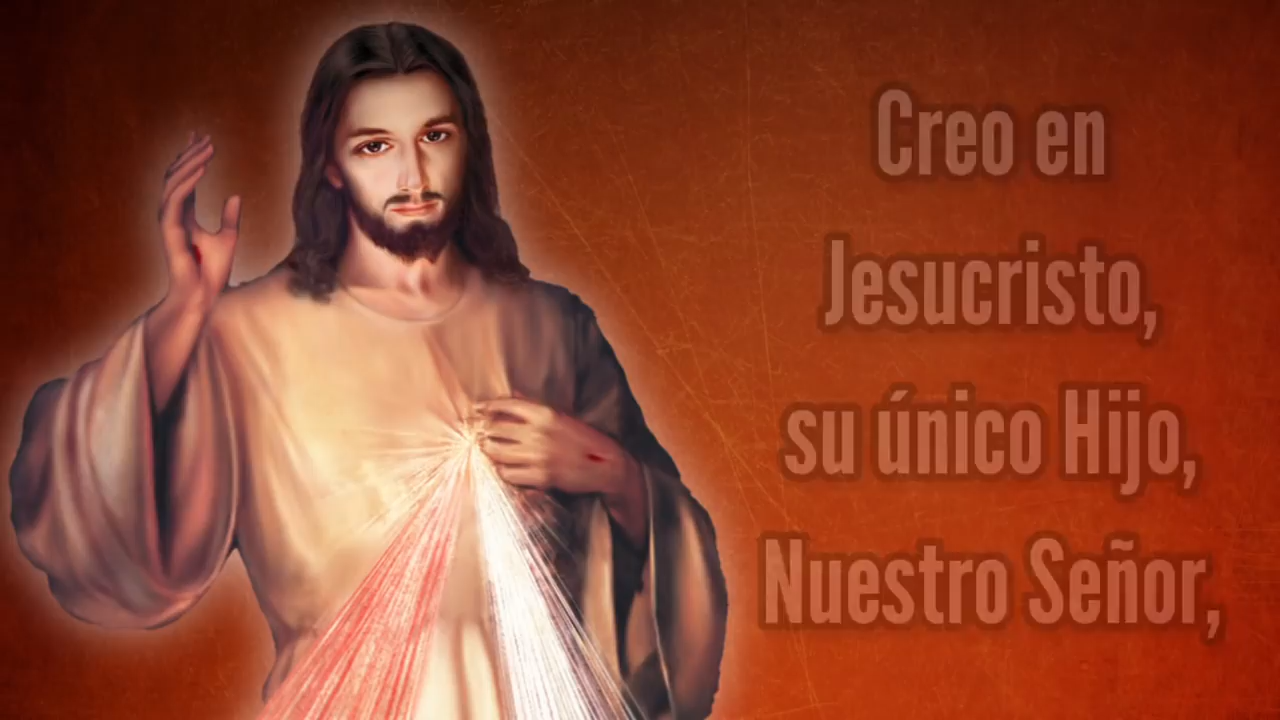 Creo en
Jesucristo,
su único Hijo,
Nuestro Señor,